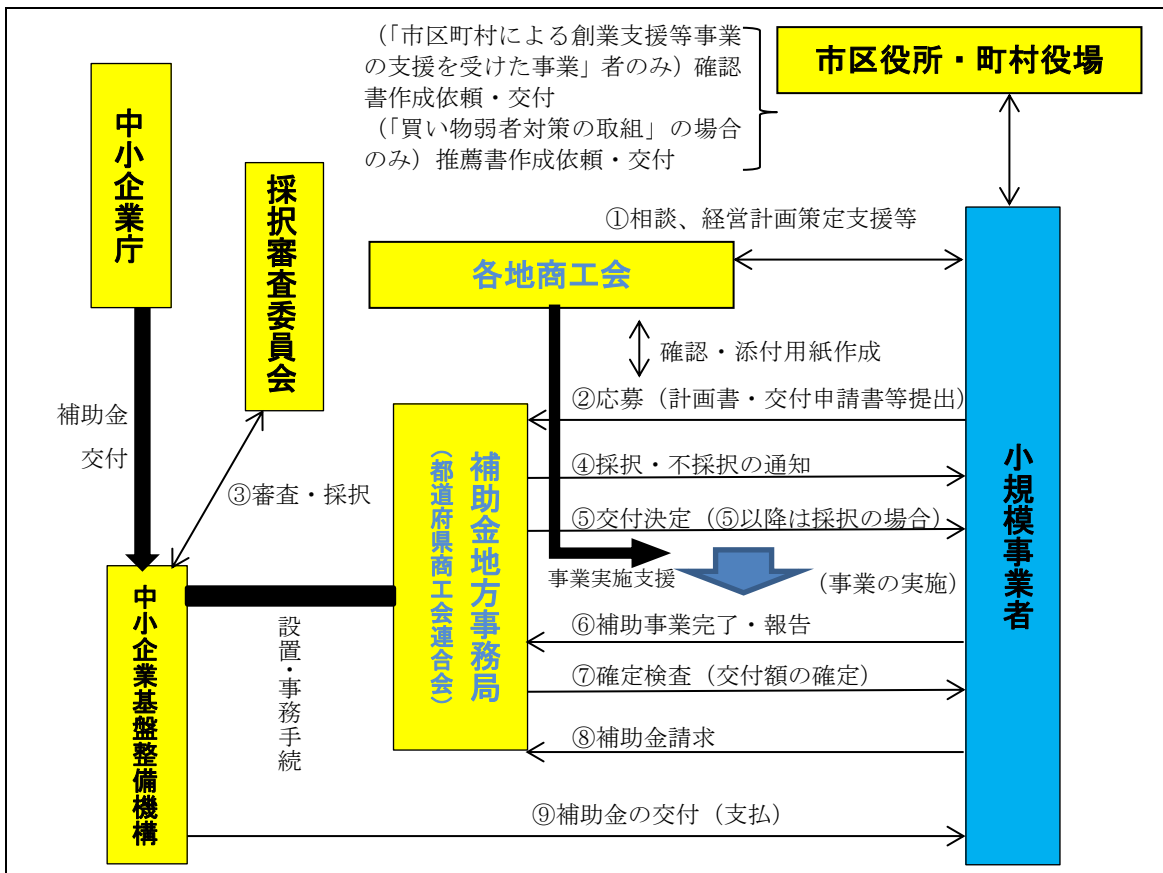 （「市区町村による創業支援等事業
の支援を受けた事業」者のみ）確認
書作成依頼・交付
（「買い物弱者対策の取組」の場合
のみ）推薦書作成依頼・交付
市区役所・町村役場
中小企業庁
採択審査委員会
①相談、経営計画策定支援等
各地商工会
確認・添付用紙作成
補助金
交付
②応募（計画書・交付申請書等提出）
③審査・採択
補助金地方事務局
（都道府県商工会連合会）
④採択・不採択の通知
⑤交付決定（⑤以降は採択の場合）
事業実施支援
（事業の実施）
小規模事業者
中小企業基盤整備機構
設置・事務手続
⑥補助事業完了・報告
⑦確定検査（交付額の確定）
⑧補助金請求
⑨補助金の交付（支払）